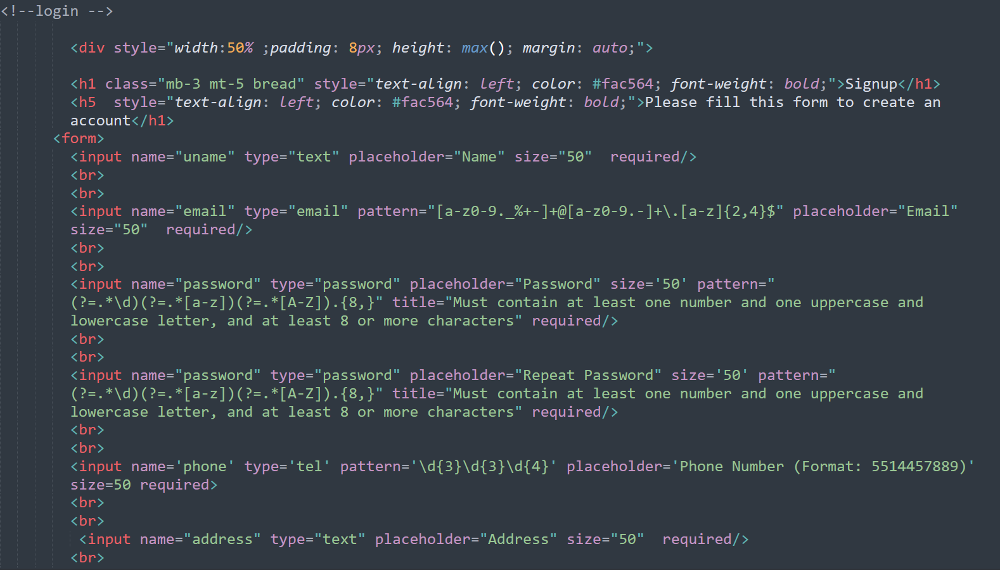 <!--login -->
<div style="width:50% ;padding: 8px; height: max(); margin: auto;">
<h1 class="mb-3 mt-5 bread" style="text-align: left; color: #fac564; font-weight: bold;">Signup</h1>
<h5  style="text-align: left; color: #fac564; font-weight: bold;">Please fill this form to create an
account</h1>
<form>
<input name="uname" type="text" placeholder="Name" size="50"  required/>
<br>
<br>
<input name="email" type="email" pattern="[a-z0-9._%+-]+@[a-z0-9.-]+\.[a-z]{2,4}$" placeholder="Email"
size="50"  required/>
<br>
<br>
<input name="password" type="password" placeholder="Password" size='50' pattern="
(?=.*\d)(?=.*[a-z])(?=.*[A-Z]).{8,}" title="Must contain at least one number and one uppercase and
lowercase letter, and at least 8 or more characters" required/>
<br>
<br>
<input name="password" type="password" placeholder="Repeat Password" size='50' pattern="
(?=.*\d)(?=.*[a-z])(?=.*[A-Z]).{8,}" title="Must contain at least one number and one uppercase and
lowercase letter, and at least 8 or more characters" required/>
<br>
<br>
<input name='phone' type='tel' pattern='\d{3}\d{3}\d{4}' placeholder='Phone Number (Format: 5514457889)'
size=50 required>
<br>
<br>
<input name="address" type="text" placeholder="Address" size="50"  required/>
<br>